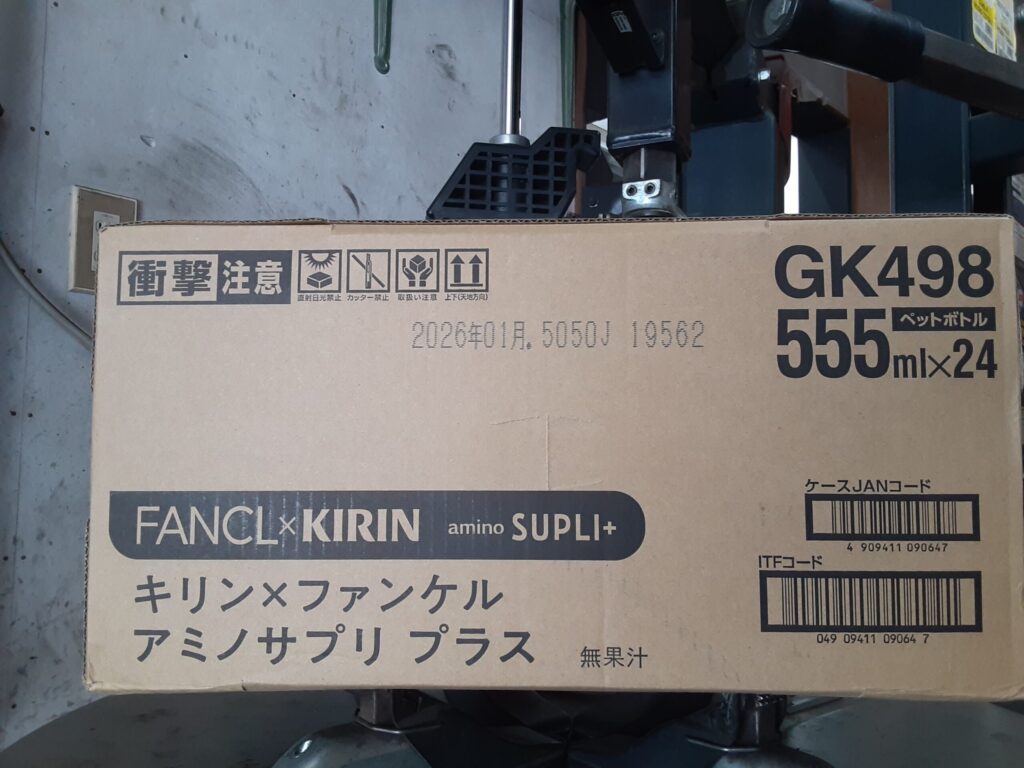 衝撃注意
直射日光禁止 カッター禁止 取扱い注意 上下(天地方向)
GK498
555ml×24 ペットボトル
2026年01月. 5050J 19562
FANCL×KIRIN amino SUPLI+
キリン×ファンケル
アミノサプリ プラス 無果汁
ケースJANコード
4 909411 090647
ITFコード
049 09411 09064 7